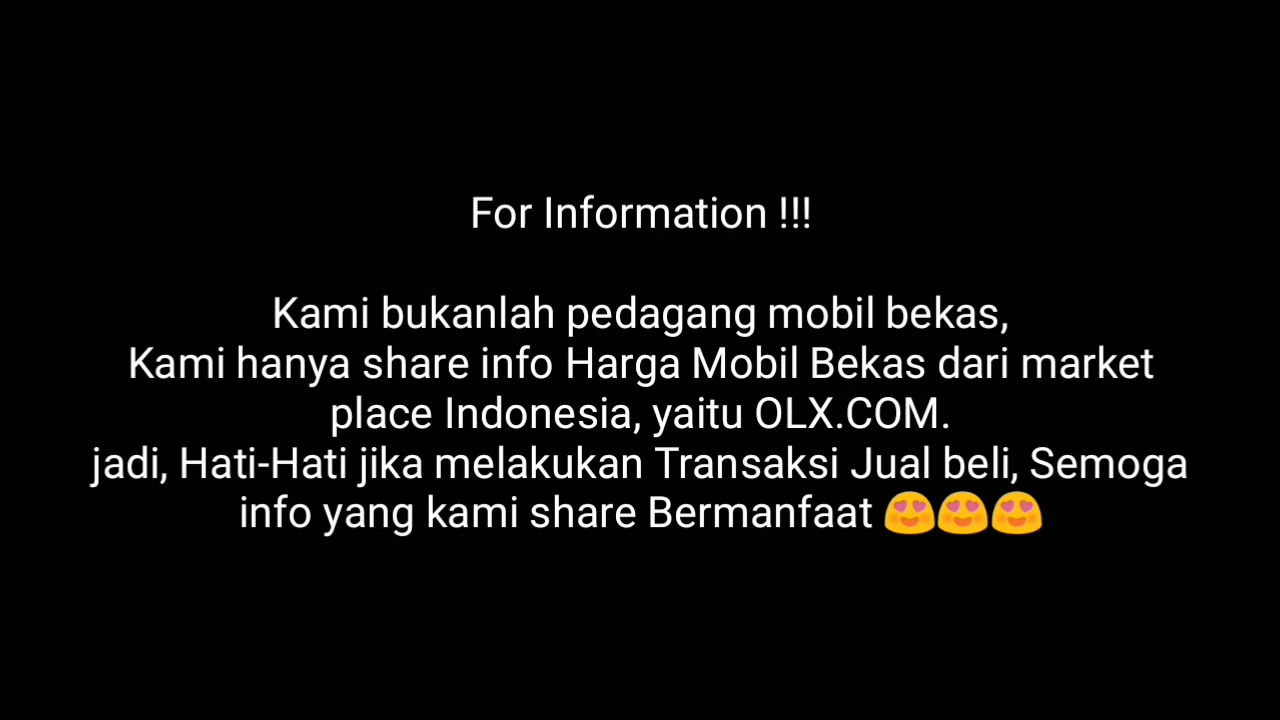 For Information !!!
Kami bukanlah pedagang mobil bekas,
Kami hanya share info Harga Mobil Bekas dari market
place Indonesia, yaitu OLX.COM.
jadi, Hati-Hati jika melakukan Transaksi Jual beli, Semoga
info yang kami share Bermanfaat 😍😍😍